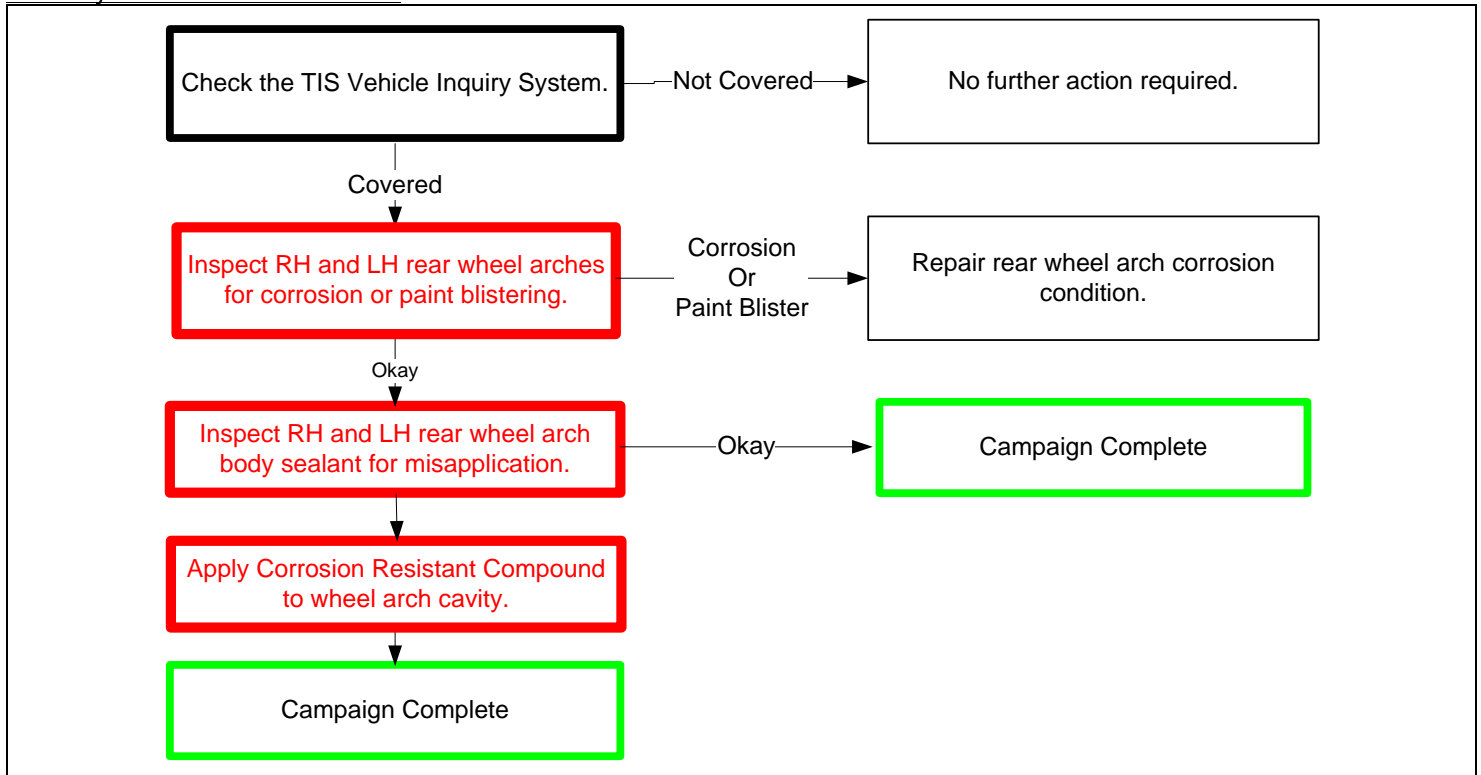 Check the TIS Vehicle Inquiry System.
Not Covered
No further action required.
Covered
Inspect RH and LH rear wheel arches
for corrosion or paint blistering.
Corrosion
Or
Paint Blister
Repair rear wheel arch corrosion
condition.
Okay
Inspect RH and LH rear wheel arch
body sealant for misapplication.
Okay
Campaign Complete
Apply Corrosion Resistant Compound
to wheel arch cavity.
Campaign Complete